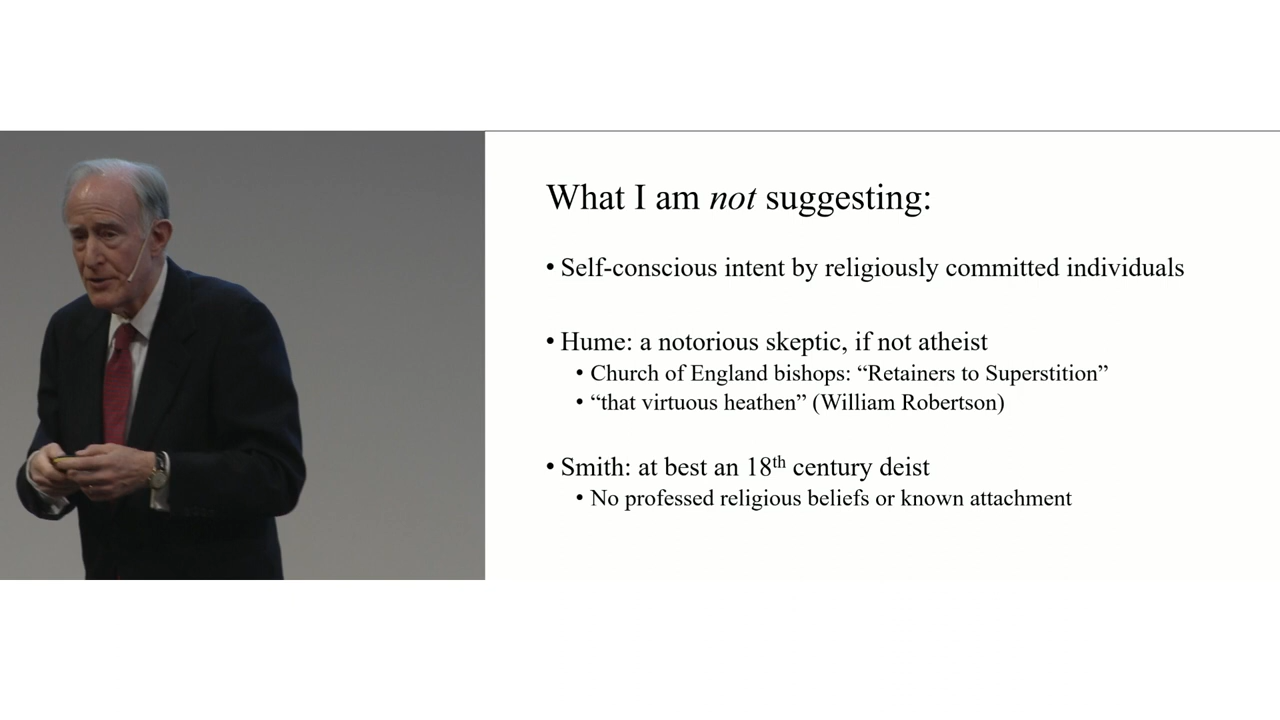 What I am not suggesting:
• Self-conscious intent by religiously committed individuals
• Hume: a notorious skeptic, if not atheist
• Church of England bishops: “Retainers to Superstition”
• “that virtuous heathen” (William Robertson)
• Smith: at best an 18th century deist
• No professed religious beliefs or known attachment